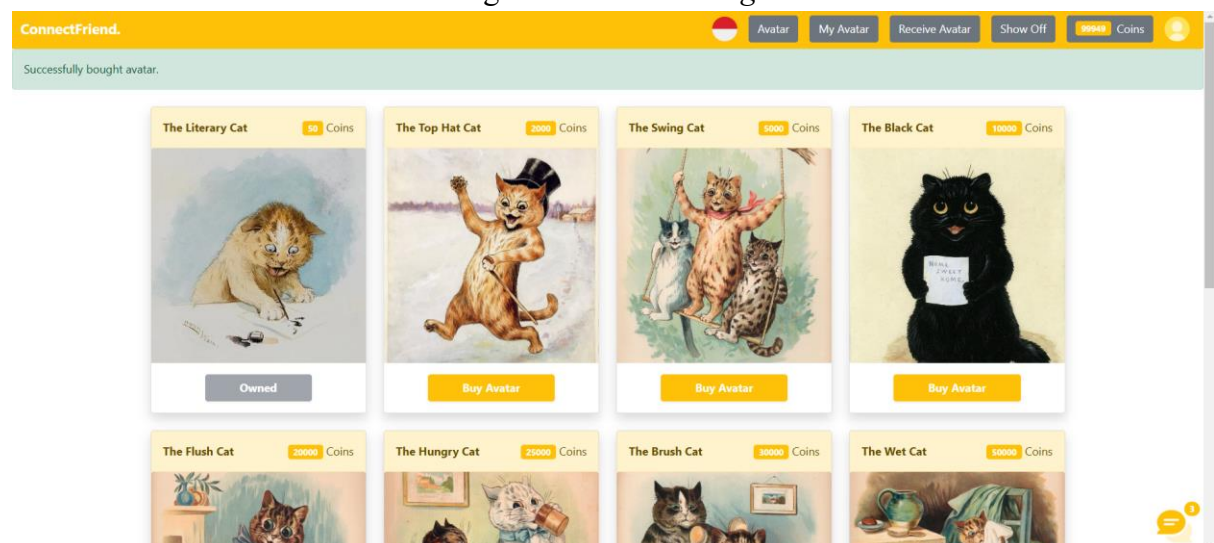 ConnectFriend.
Avatar
My Avatar
Receive Avatar
Show Off
99949 Coins
Successfully bought avatar.
The Literary Cat
50 Coins
The Top Hat Cat
2000 Coins
The Swing Cat
5000 Coins
The Black Cat
10000 Coins
HOME
SWEET
HOME
Owned
Buy Avatar
Buy Avatar
Buy Avatar
The Flush Cat
20000 Coins
The Hungry Cat
25000 Coins
The Brush Cat
30000 Coins
The Wet Cat
50000 Coins
3